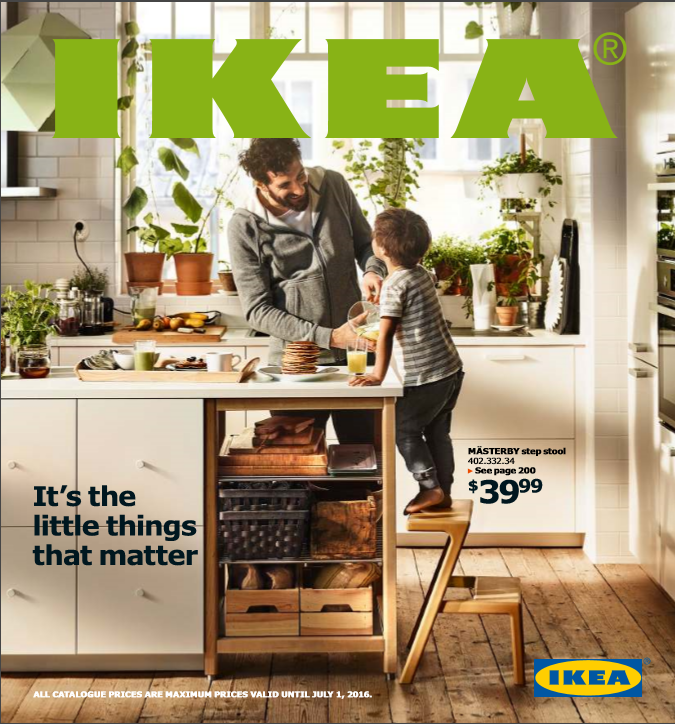 IKEA®
MÄSTERBY step stool
402.332.34
▸ See page 200
$39.99
It's the
little things
that matter
ALL CATALOGUE PRICES ARE MAXIMUM PRICES VALID UNTIL JULY 1, 2016.
IKEA®